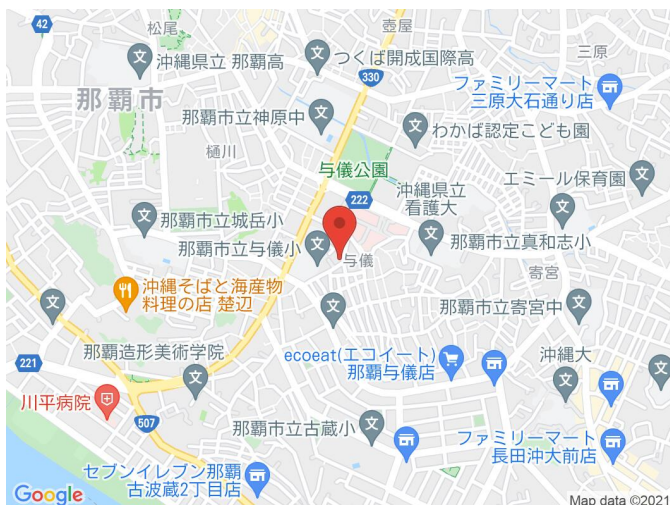 42
松尾
壺屋
沖縄県立 那覇高
つくば開成国際高
三原
330
ファミリーマート
三原大石通り店
那覇市
那覇市立神原中
わかば認定こども園
樋川
与儀公園
エミール保育園
222
沖縄県立
看護大
那覇市立城岳小
那覇市立真和志小
那覇市立与儀小
与儀
寄宮
沖縄そばと海産物
料理の店 楚辺
那覇市立寄宮中
那覇造形美術学院
ecoeat(エコイート)
那覇与儀店
沖縄大
221
川平病院
507
那覇市立古蔵小
ファミリーマート
長田沖大前店
セブンイレブン那覇
古波蔵2丁目店
Google
Map data ©2021